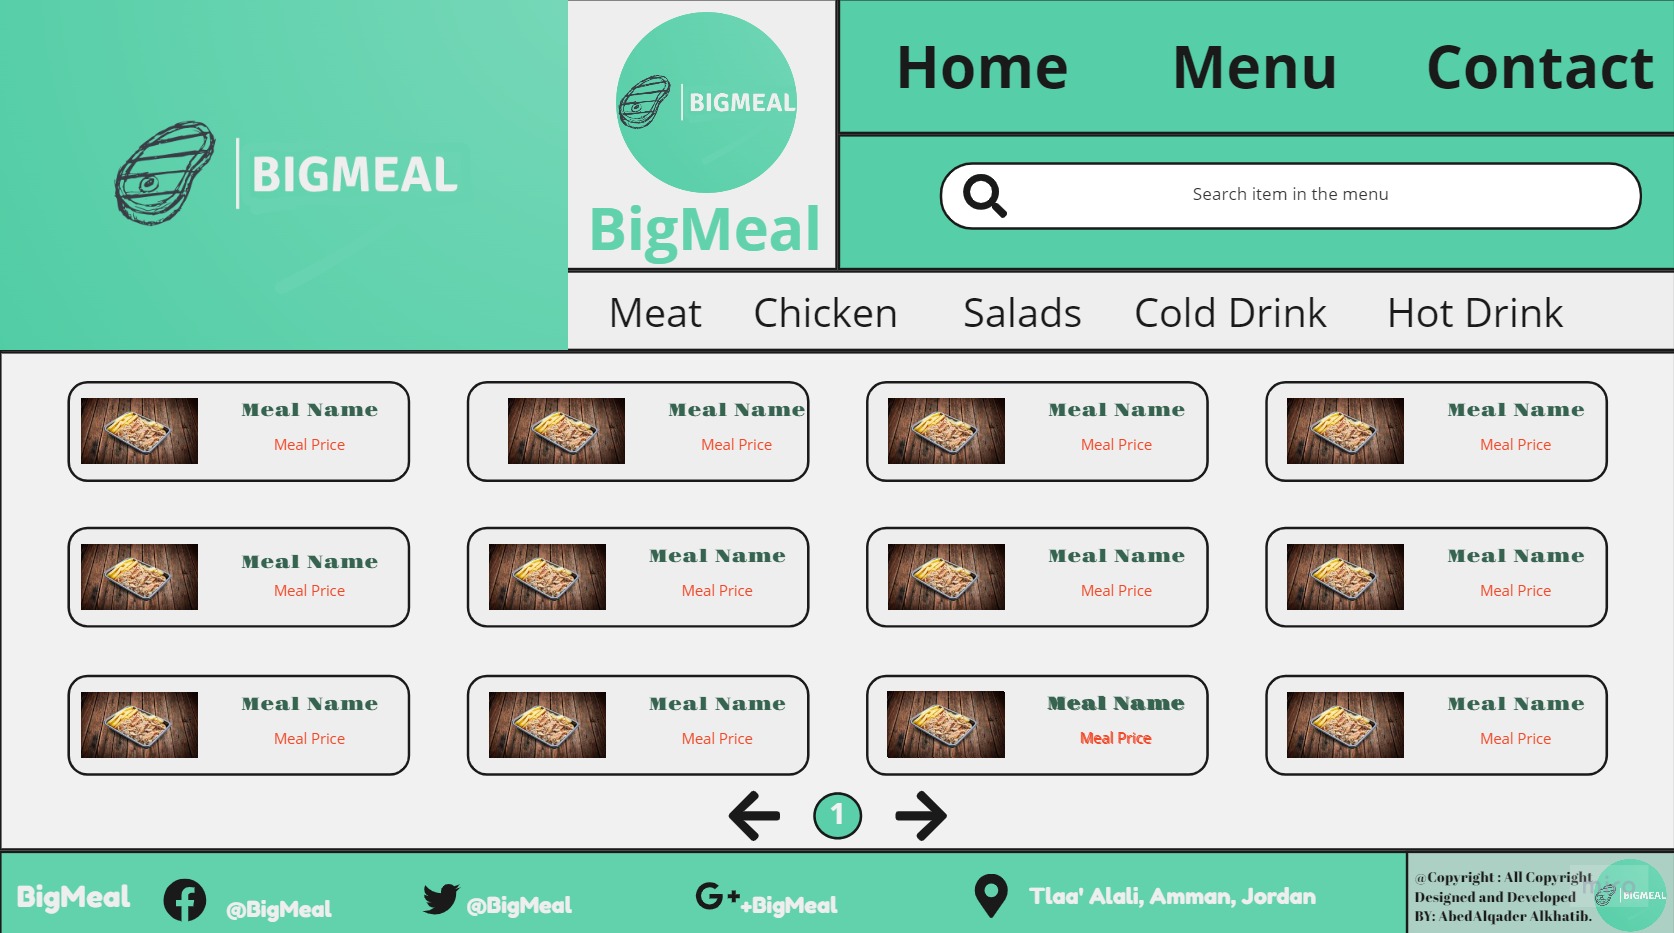 BIGMEAL
BIGMEAL
BigMeal
Home Menu Contact
Search item in the menu
Meat Chicken Salads Cold Drink Hot Drink
Meal Name
Meal Price
Meal Name
Meal Price
Meal Name
Meal Price
Meal Name
Meal Price
Meal Name
Meal Price
Meal Name
Meal Price
Meal Name
Meal Price
Meal Name
Meal Price
Meal Name
Meal Price
Meal Name
Meal Price
Meal Name
Meal Price
Meal Name
Meal Price
1
BigMeal
@BigMeal
@BigMeal
G+
+BigMeal
Tlaa' Alali, Amman, Jordan
@Copyright : All Copyright
Designed and Developed
BY: AbedAlqader Alkhatib.
miro
BIGMEAL